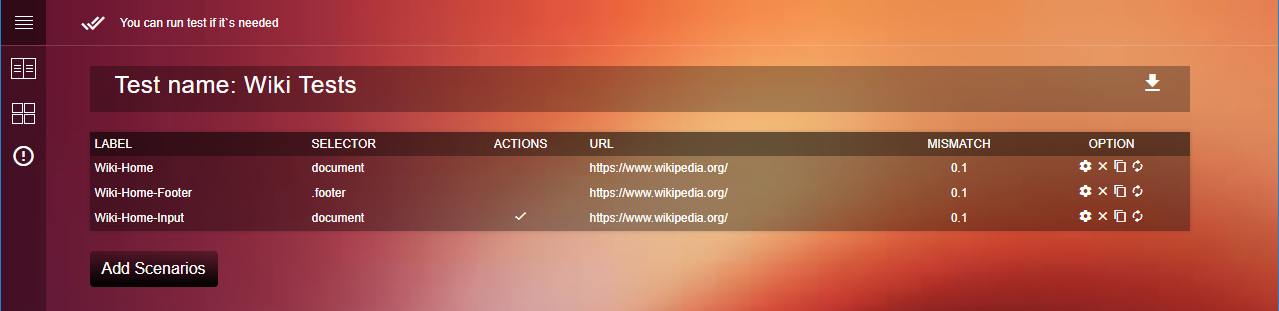 You can run test if it`s needed
Test name: Wiki Tests
LABEL SELECTOR ACTIONS URL MISMATCH OPTION
Wiki-Home document https://www.wikipedia.org/ 0.1
Wiki-Home-Footer .footer https://www.wikipedia.org/ 0.1
Wiki-Home-Input document https://www.wikipedia.org/ 0.1
Add Scenarios